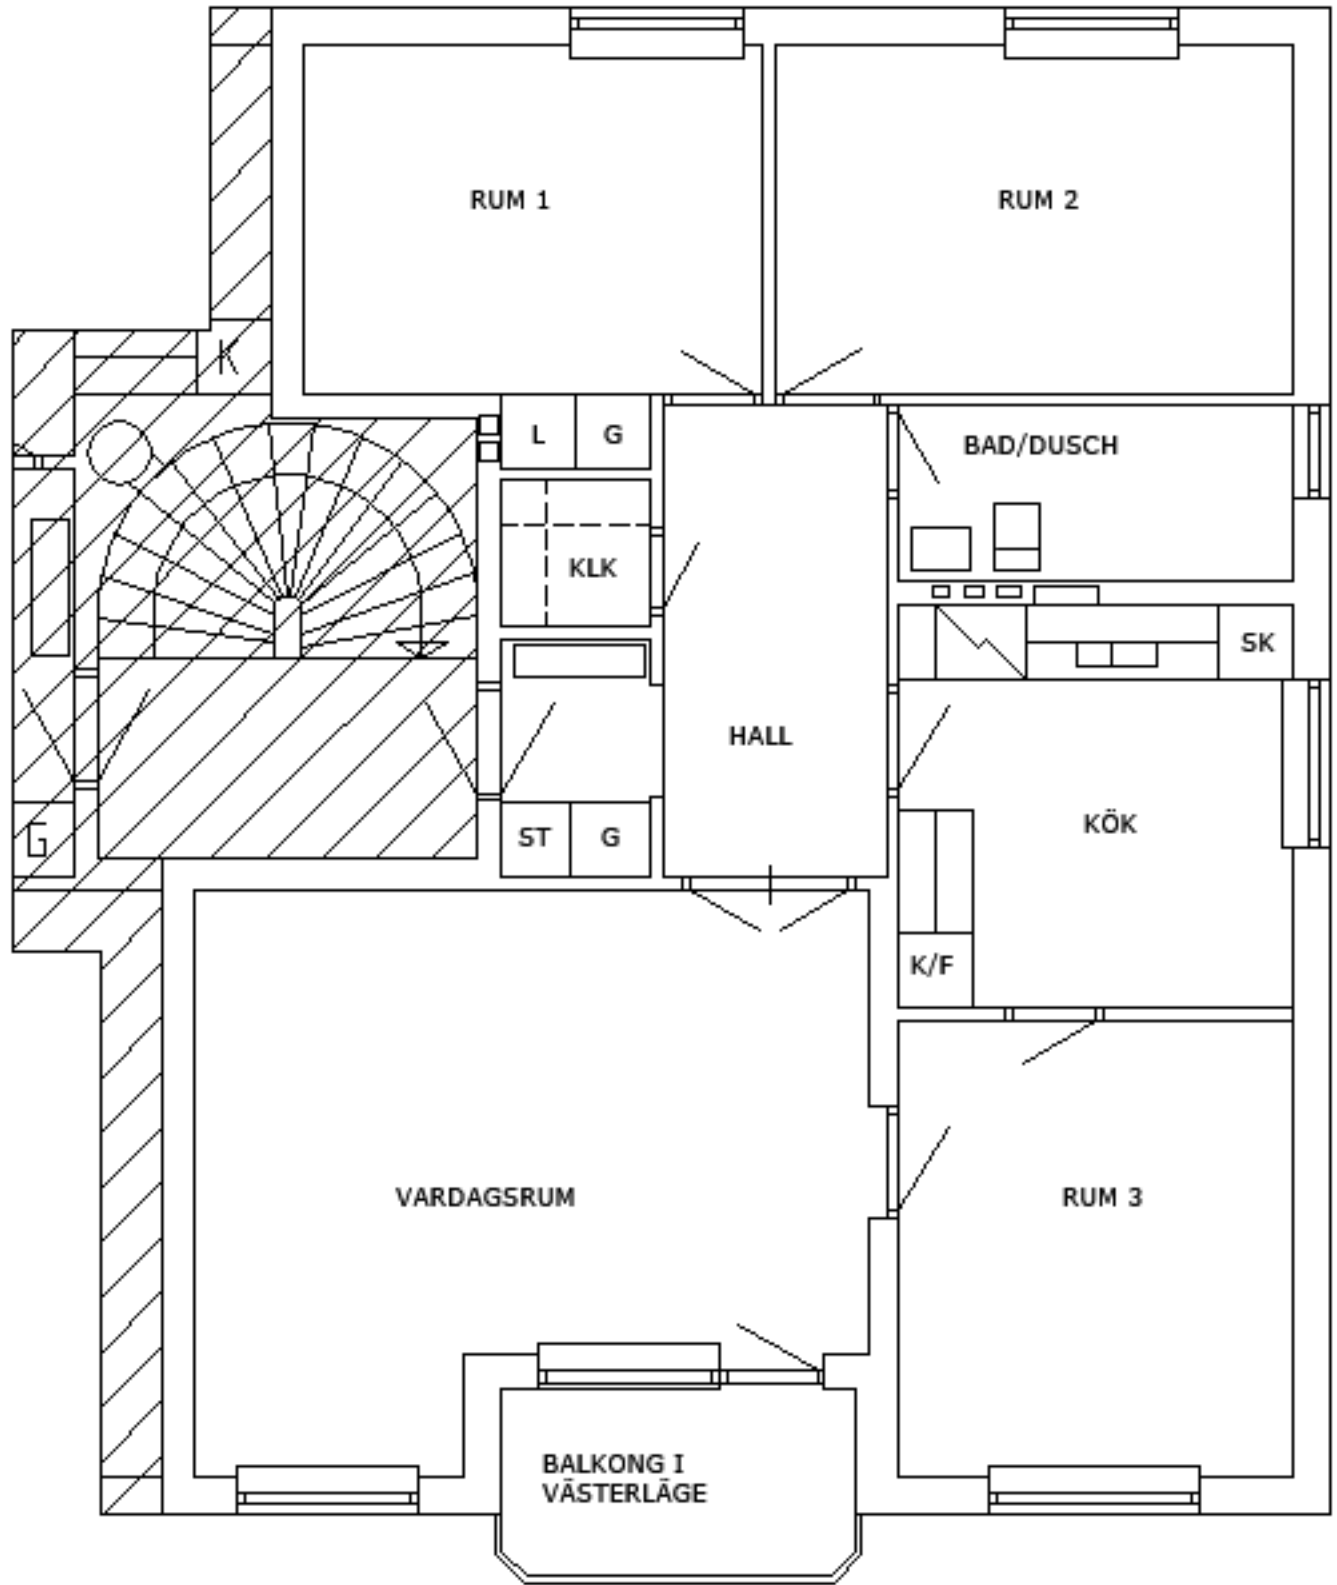 RUM 1
RUM 2
K
L
G
BAD/DUSCH
KLK
SK
HALL
KÖK
G
ST
G
K/F
VARDAGSRUM
RUM 3
BALKONG I
VÄSTERLÄGE